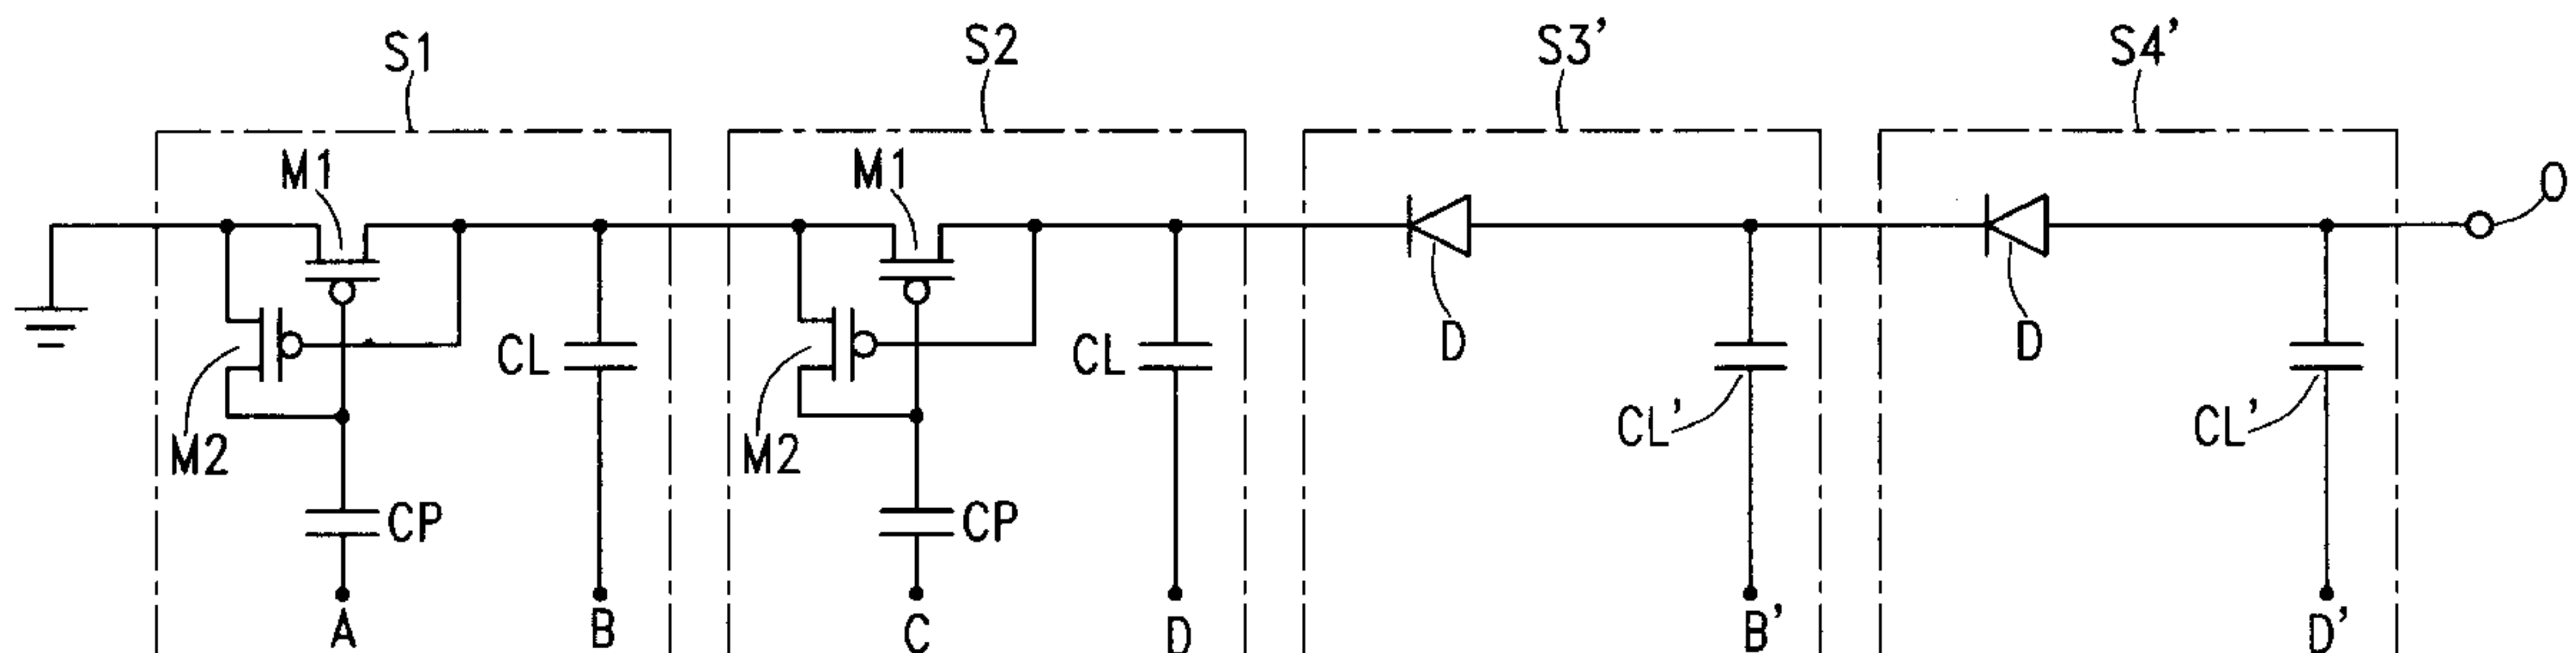 S1 S2 S3' S4'
M1 M1 O
CL CL D D
M2 M2 CL' CL'
CP CP
A B C D B' D'